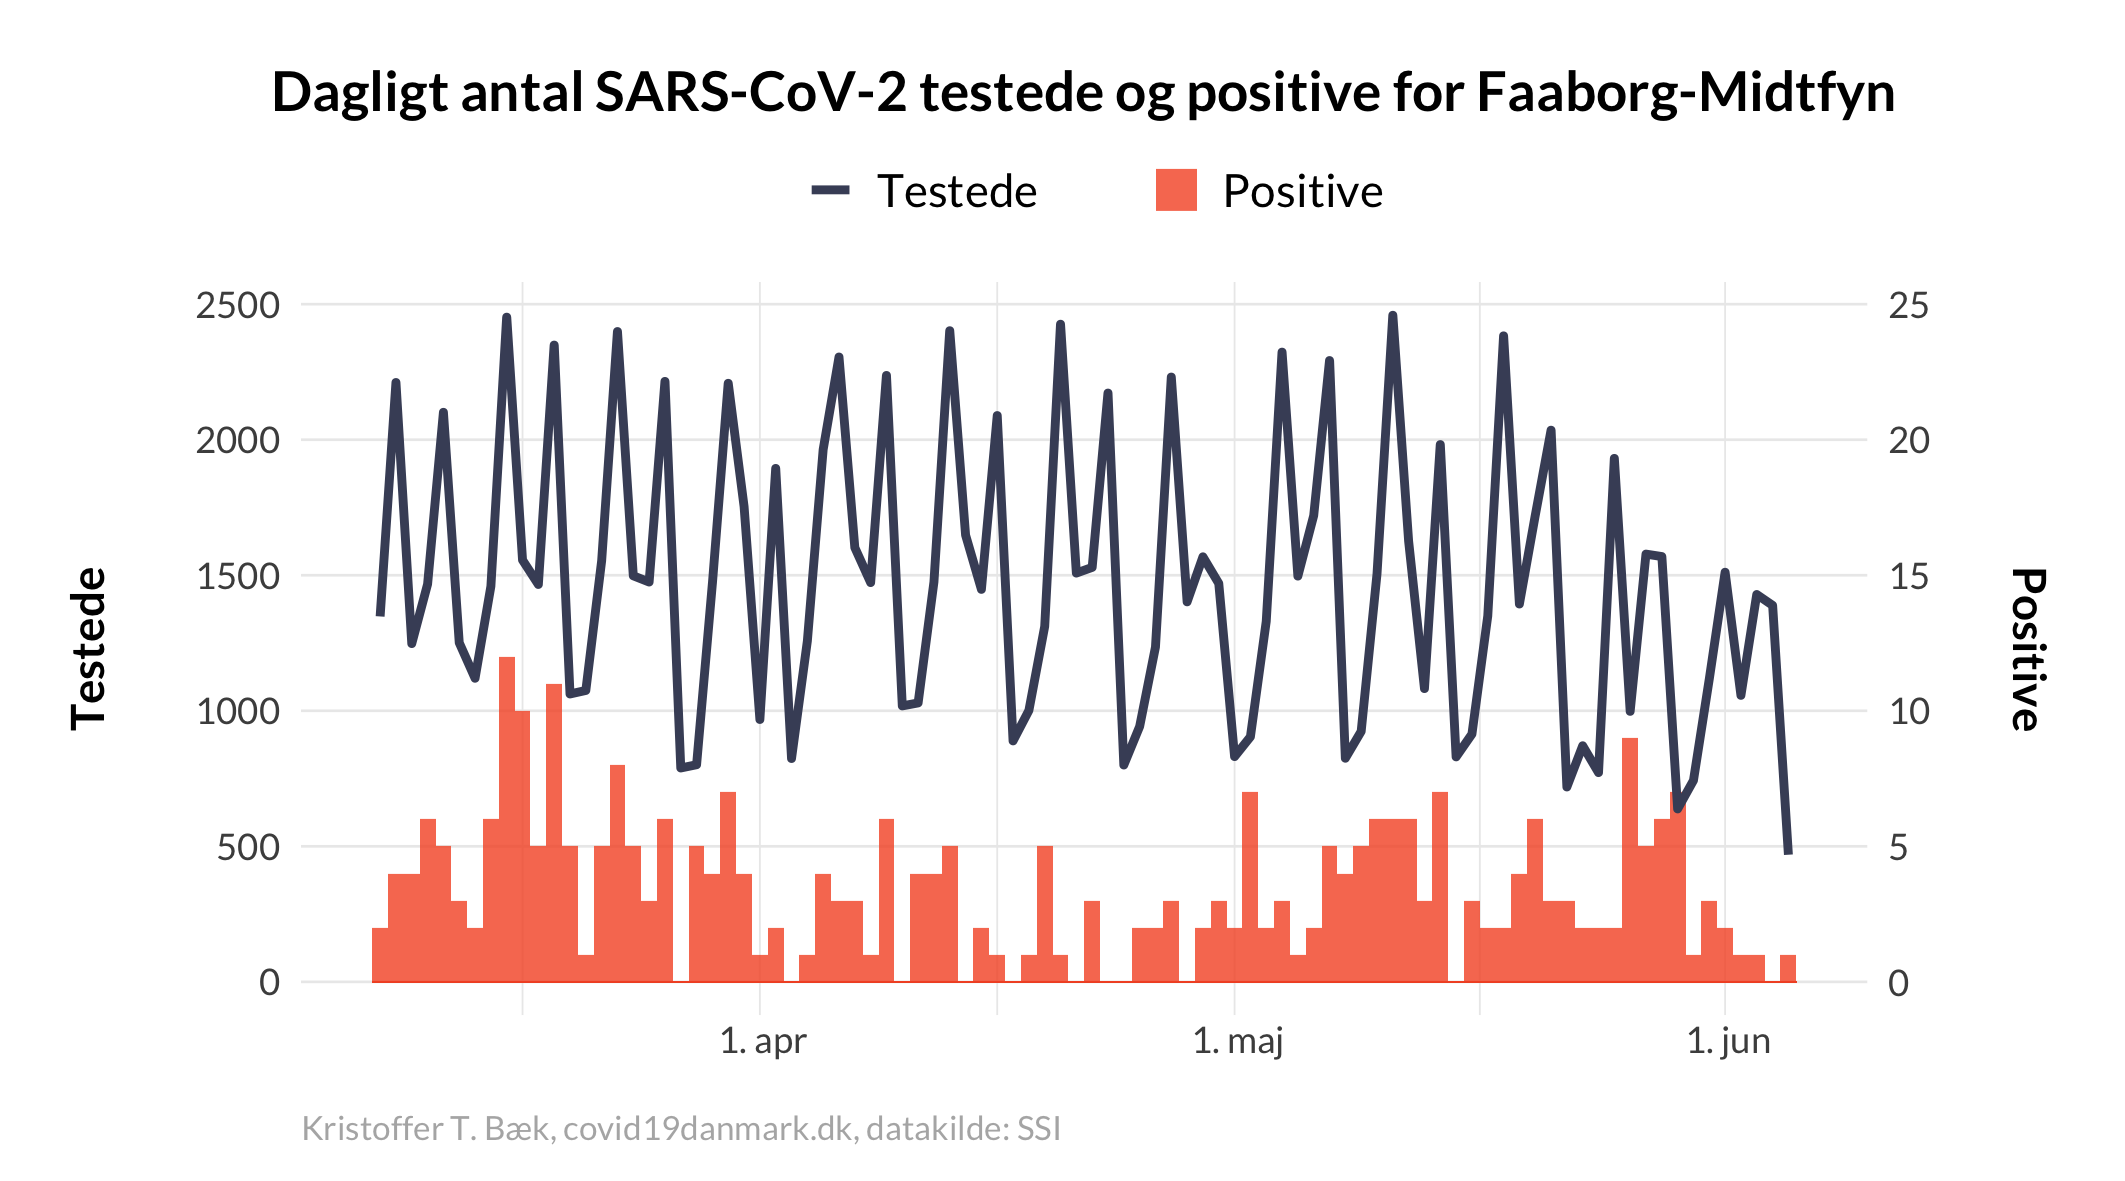 Dagligt antal SARS-CoV-2 testede og positive for Faaborg-Midtfyn
Testede Positive
2500 25
2000 20
1500 15
1000 10
500 5
0 0
Testede
Positive
1. apr 1. maj 1. jun
Kristoffer T. Bæk, covid19danmark.dk, datakilde: SSI